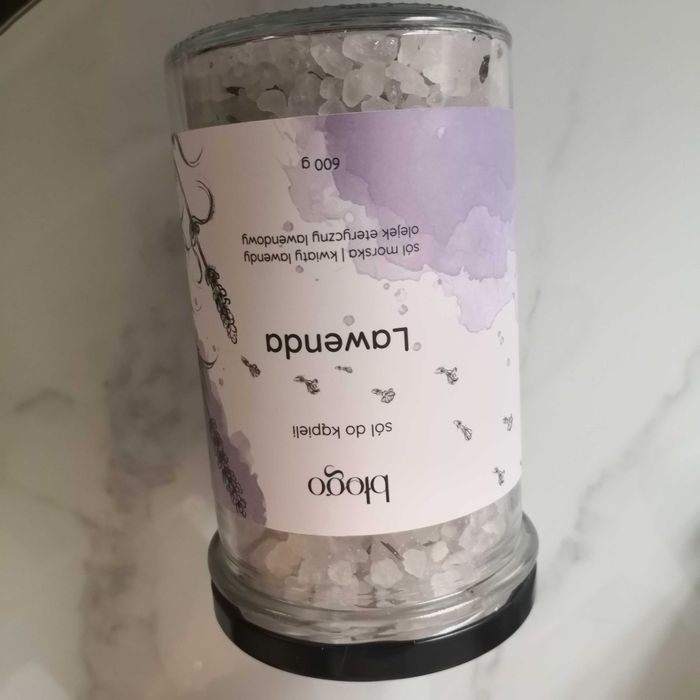 błogo
sól do kąpieli
Lawenda
sól morska | kwiaty lawendy
olejek eteryczny lawendowy
600 g